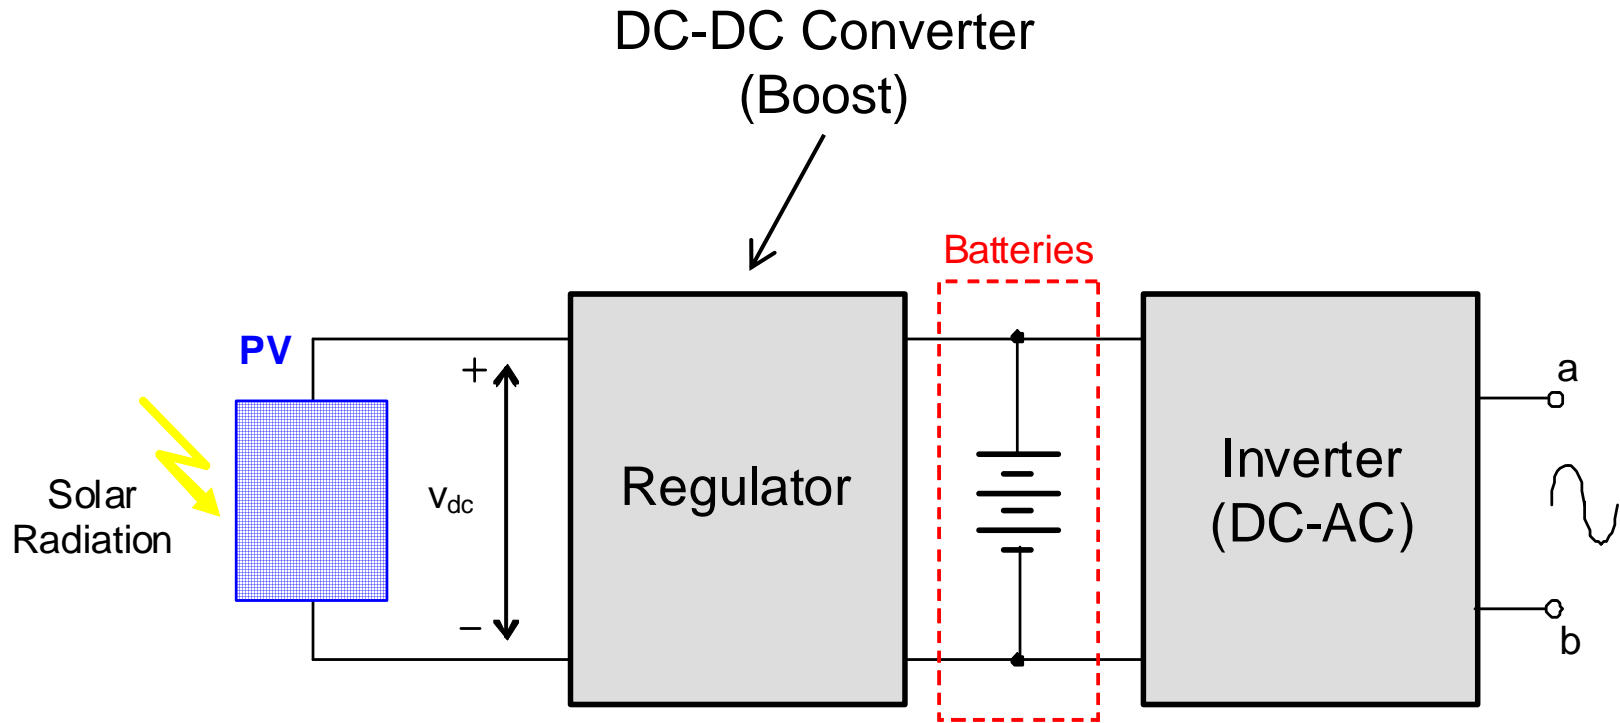 DC-DC Converter
(Boost)
Batteries
PV
+
a
Solar
Radiation
vdc
Regulator
Inverter
(DC-AC)
−
b